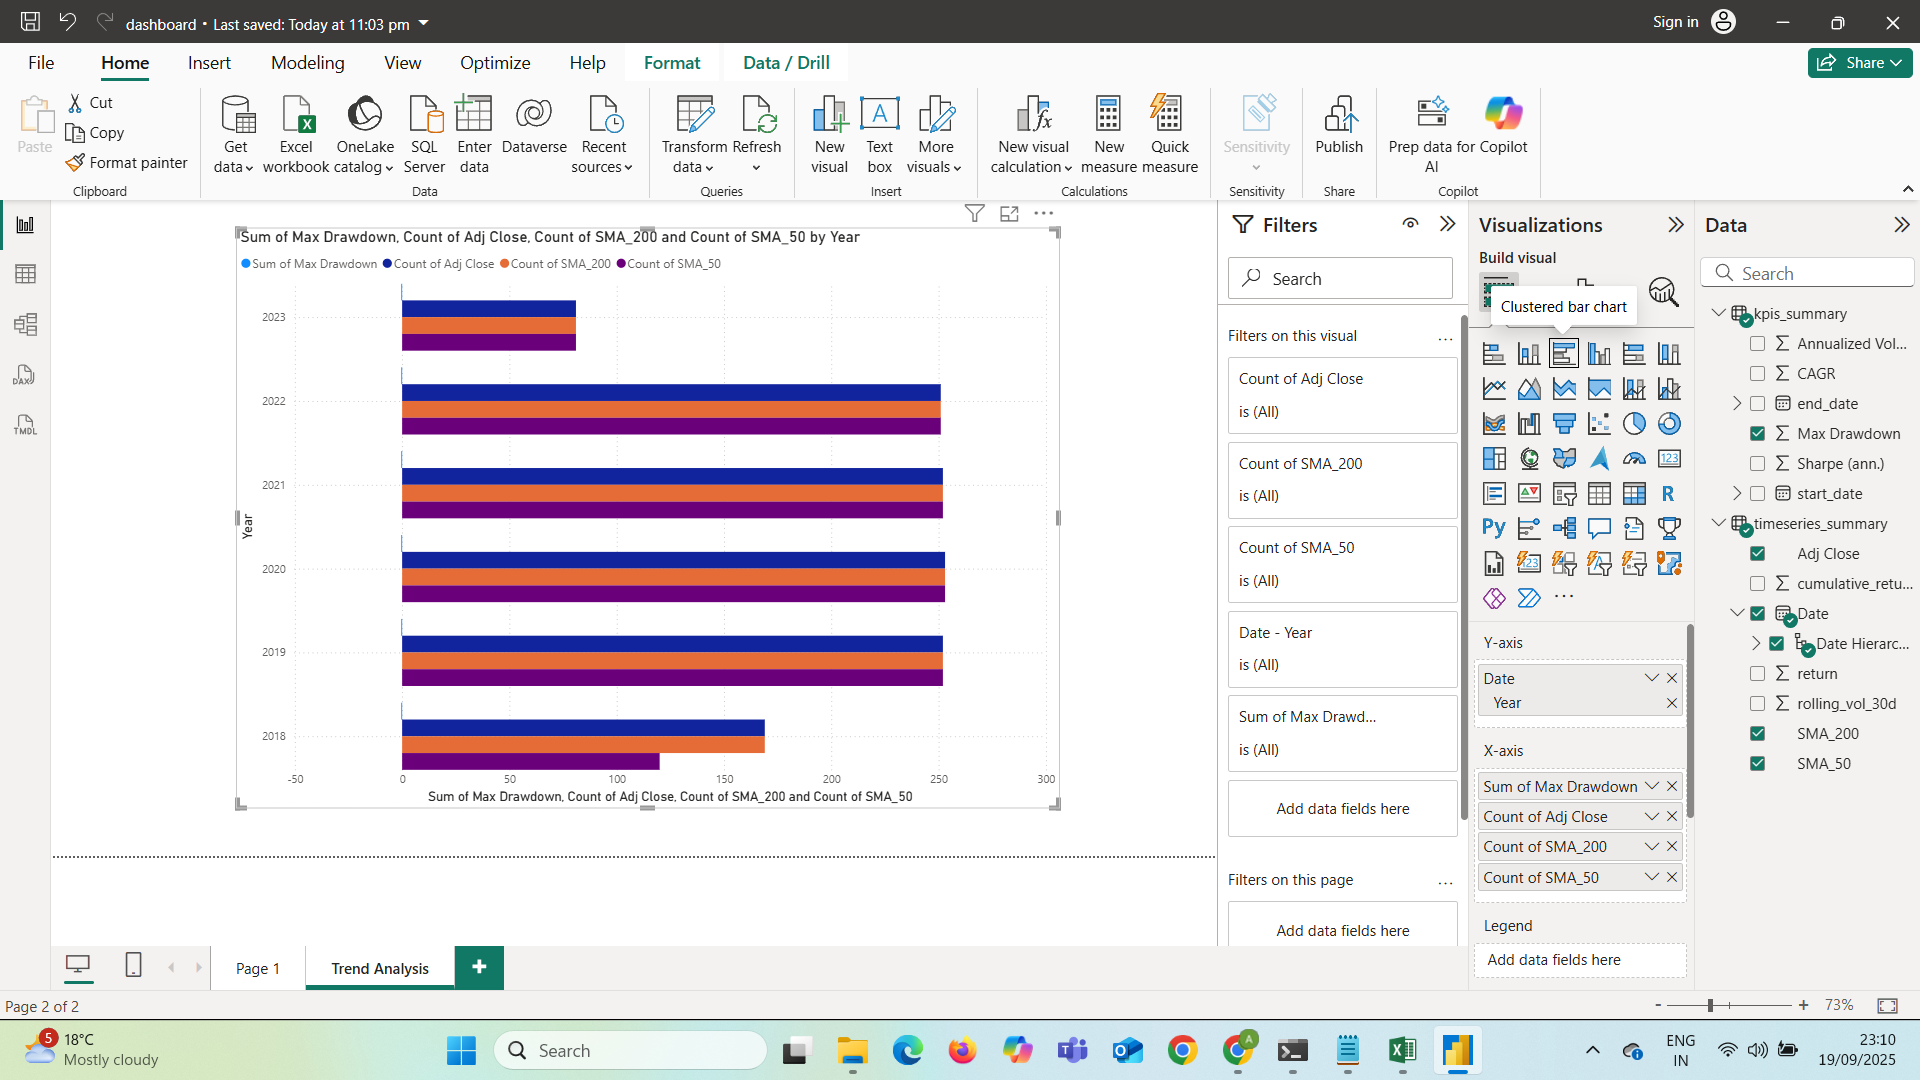 dashboard • Last saved: Today at 11:03 pm
Sign in
File Home Insert Modeling View Optimize Help Format Data / Drill
Share
Paste
Cut
Copy
Format painter
Clipboard
Get data
Excel workbook
OneLake catalog
SQL Server
Enter data
Dataverse
Recent sources
Data
Transform data
Refresh
Queries
New visual
Text box
More visuals
Insert
New visual calculation
New measure
Quick measure
Calculations
Sensitivity
Sensitivity
Publish
Share
Prep data for AI
Copilot
Copilot
DAX
TMDL
Sum of Max Drawdown, Count of Adj Close, Count of SMA_200 and Count of SMA_50 by Year
Sum of Max Drawdown Count of Adj Close Count of SMA_200 Count of SMA_50
Year
2023
2022
2021
2020
2019
2018
-50 0 50 100 150 200 250 300
Sum of Max Drawdown, Count of Adj Close, Count of SMA_200 and Count of SMA_50
Filters
Search
Filters on this visual ...
Count of Adj Close
is (All)
Count of SMA_200
is (All)
Count of SMA_50
is (All)
Date - Year
is (All)
Sum of Max Drawd...
is (All)
Add data fields here
Filters on this page ...
Add data fields here
Visualizations
Build visual
Clustered bar chart
123
R
Py
123
...
Y-axis
Date
Year
X-axis
Sum of Max Drawdown
Count of Adj Close
Count of SMA_200
Count of SMA_50
Legend
Add data fields here
Data
Search
kpis_summary
Annualized Vol...
CAGR
end_date
Max Drawdown
Sharpe (ann.)
start_date
timeseries_summary
Adj Close
cumulative_retu...
Date
Date Hierarc...
return
rolling_vol_30d
SMA_200
SMA_50
Page 1
Trend Analysis
+
Page 2 of 2
- + 73%
5
18°C
Mostly cloudy
Search
A
ENG
IN
23:10
19/09/2025